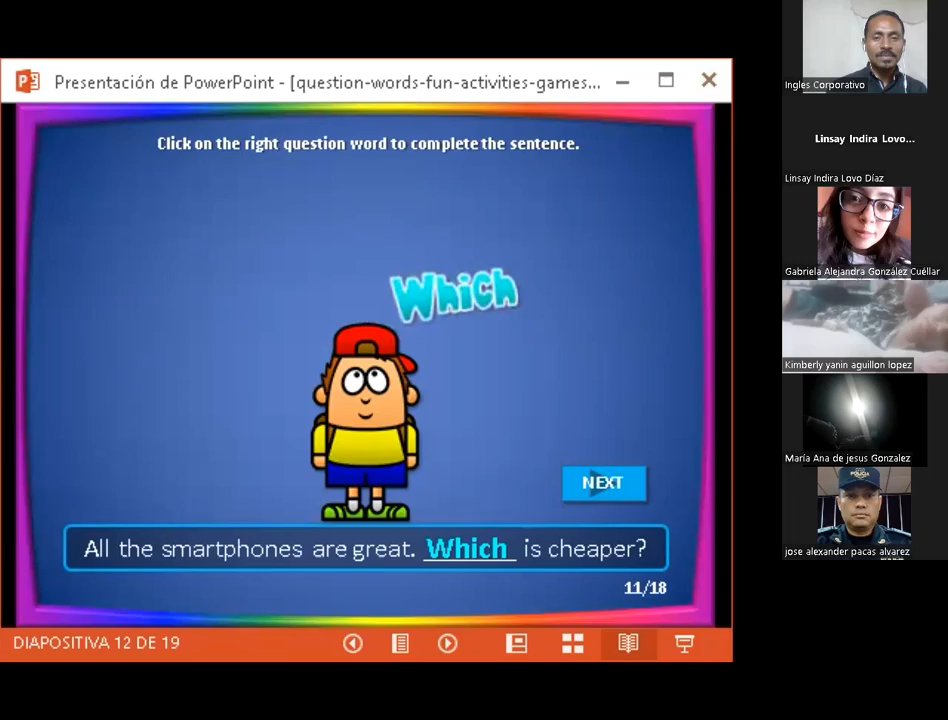 Presentación de PowerPoint - [question-words-fun-activities-games...
Click on the right question word to complete the sentence.
Which
NEXT
All the smartphones are great. Which is cheaper?
11/18
DIAPOSITIVA 12 DE 19
Ingles Corporativo
Linsay Indira Lovo...
Linsay Indira Lovo Díaz
Gabriela Alejandra González Cuéllar
Kimberly yanin aguillon lopez
María Ana de jesus Gonzalez
POLICIA
jose alexander pacas alvarez